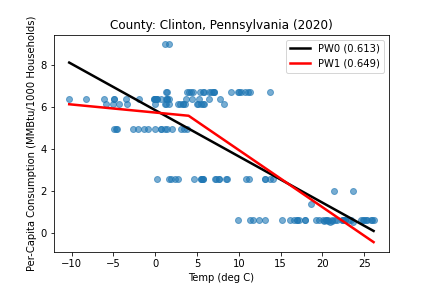 County: Clinton, Pennsylvania (2020)
PW0 (0.613)
PW1 (0.649)
Per-Capita Consumption (MMBtu/1000 Households)
8
6
4
2
0
−10
−5
0
5
10
15
20
25
Temp (deg C)